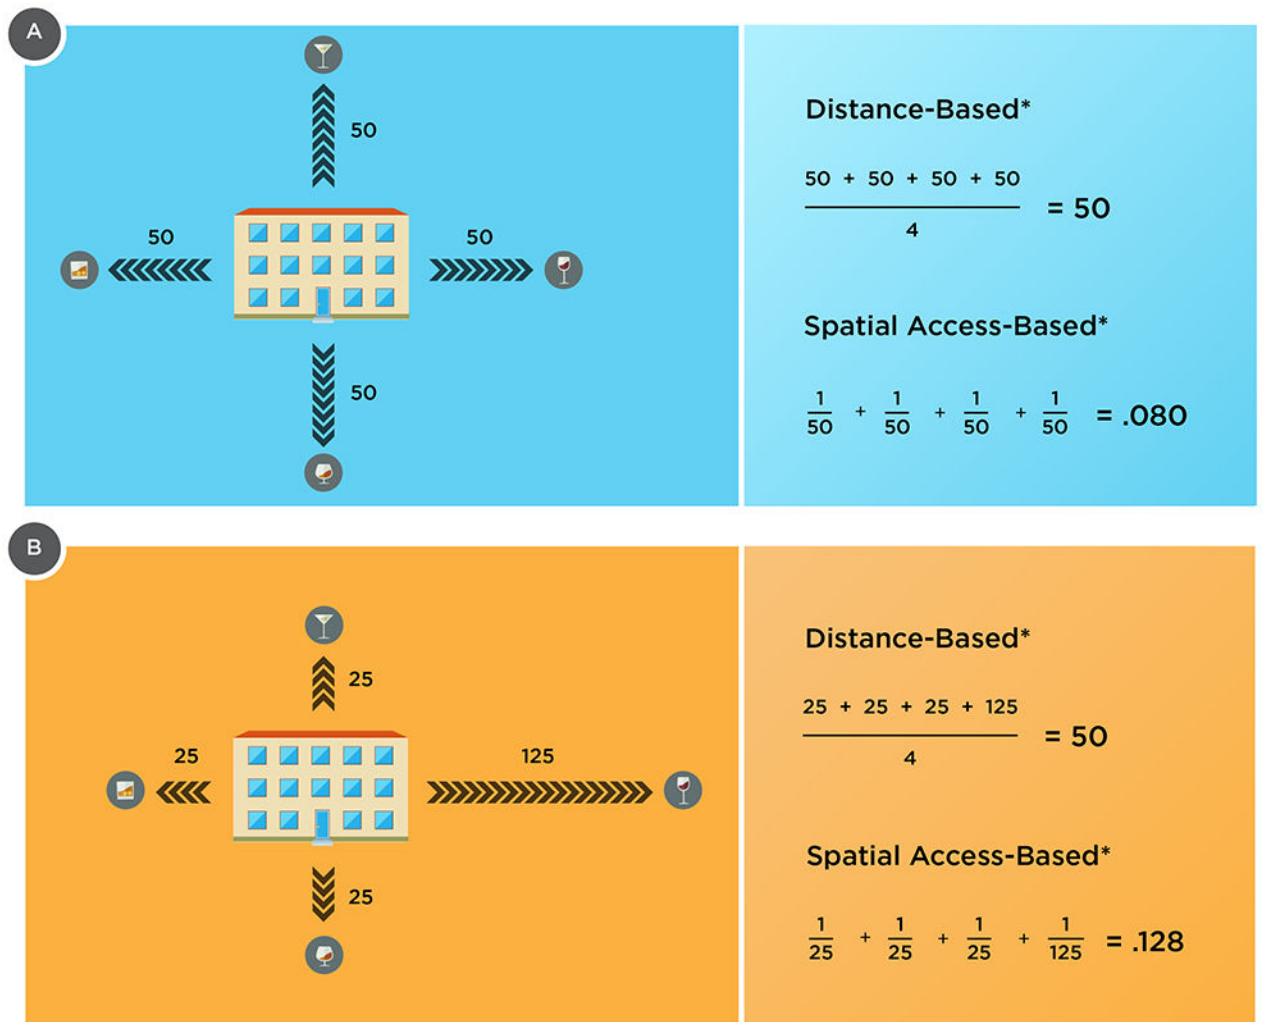 A
50
50
50
50
Distance-Based*
50 + 50 + 50 + 50
4
= 50
Spatial Access-Based*
1 1 1 1
+ + + = .080
50 50 50 50
B
25
25
125
25
Distance-Based*
25 + 25 + 25 + 125
4
= 50
Spatial Access-Based*
1 1 1 1
+ + + = .128
25 25 25 125